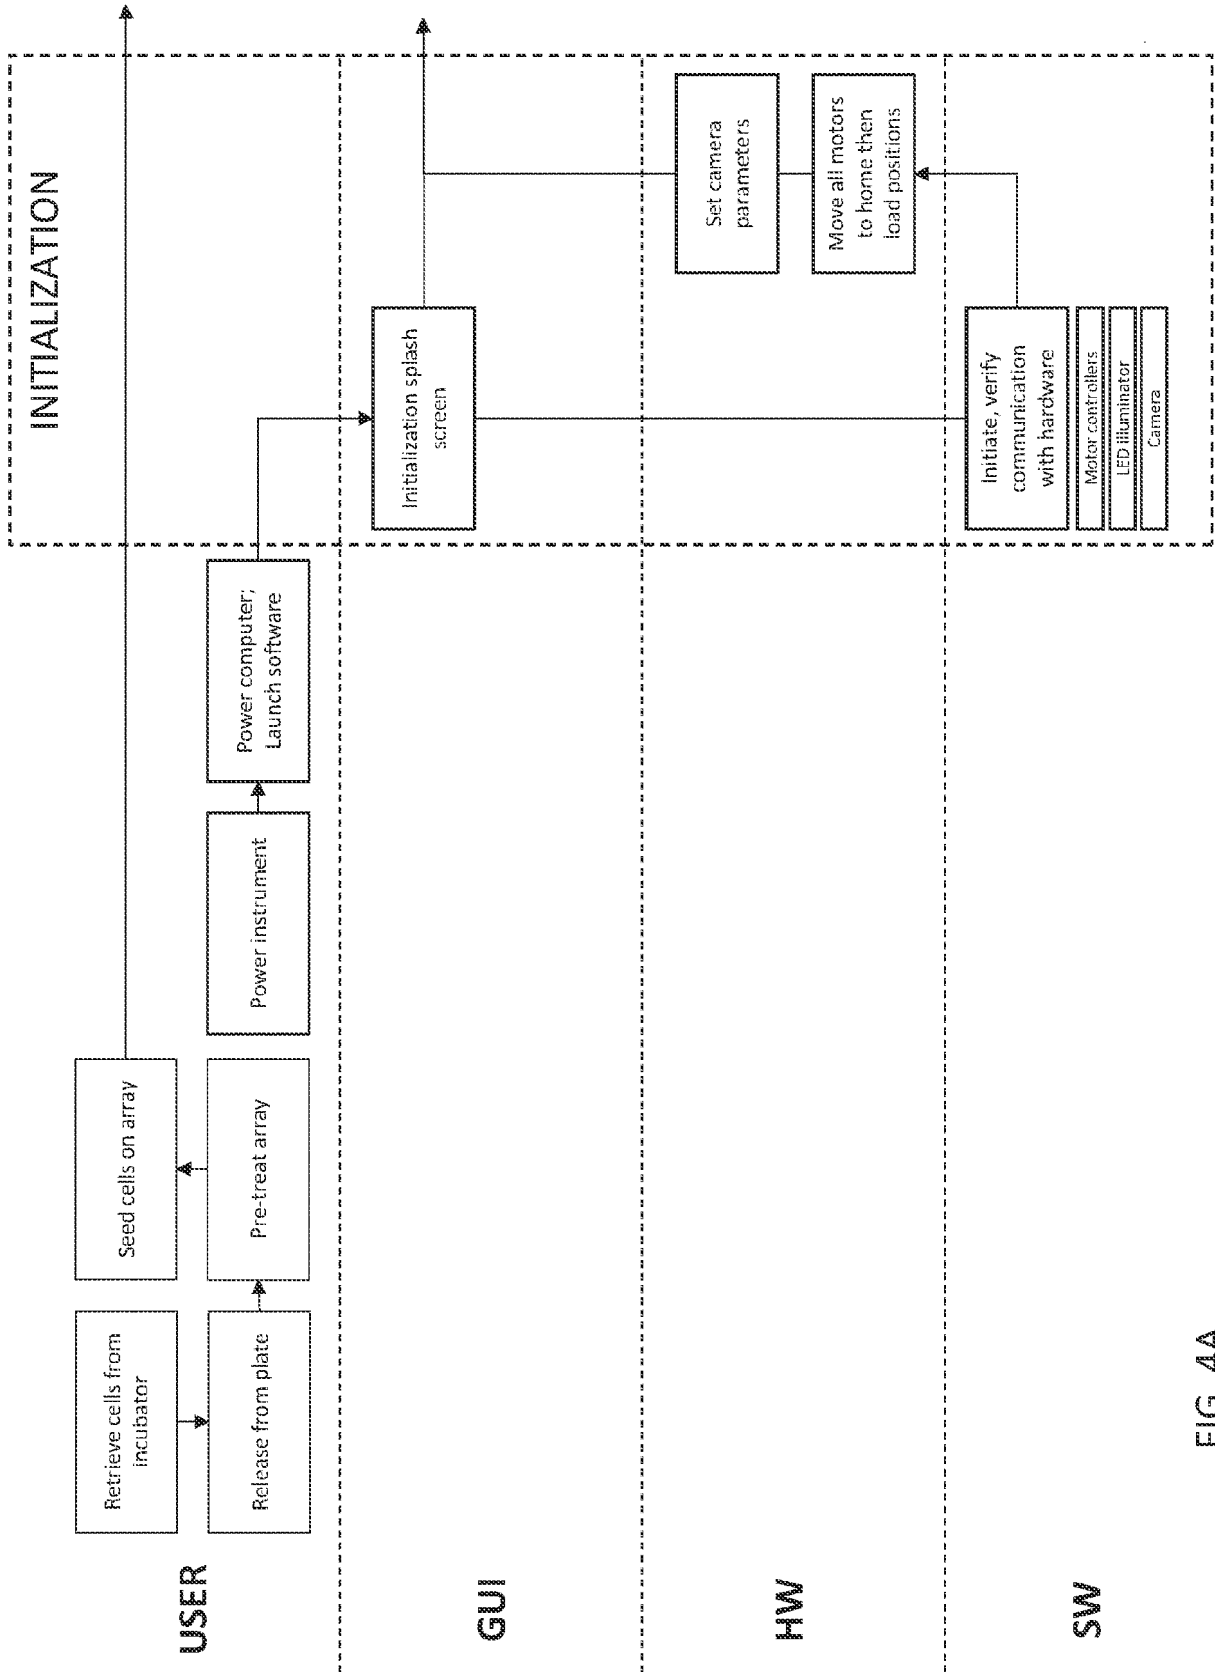 INITIALIZATION
USER
Retrieve cells from
incubator
Release from plate
Seed cells on array
Pre-treat array
Power instrument
Power computer;
Launch software
GUI
Initialization splash
screen
HW
Set camera
parameters
Move all motors
to home then
load positions
SW
Initiate, verify
communication
with hardware
Motor controllers
LED illuminator
Camera
FIG. 4A